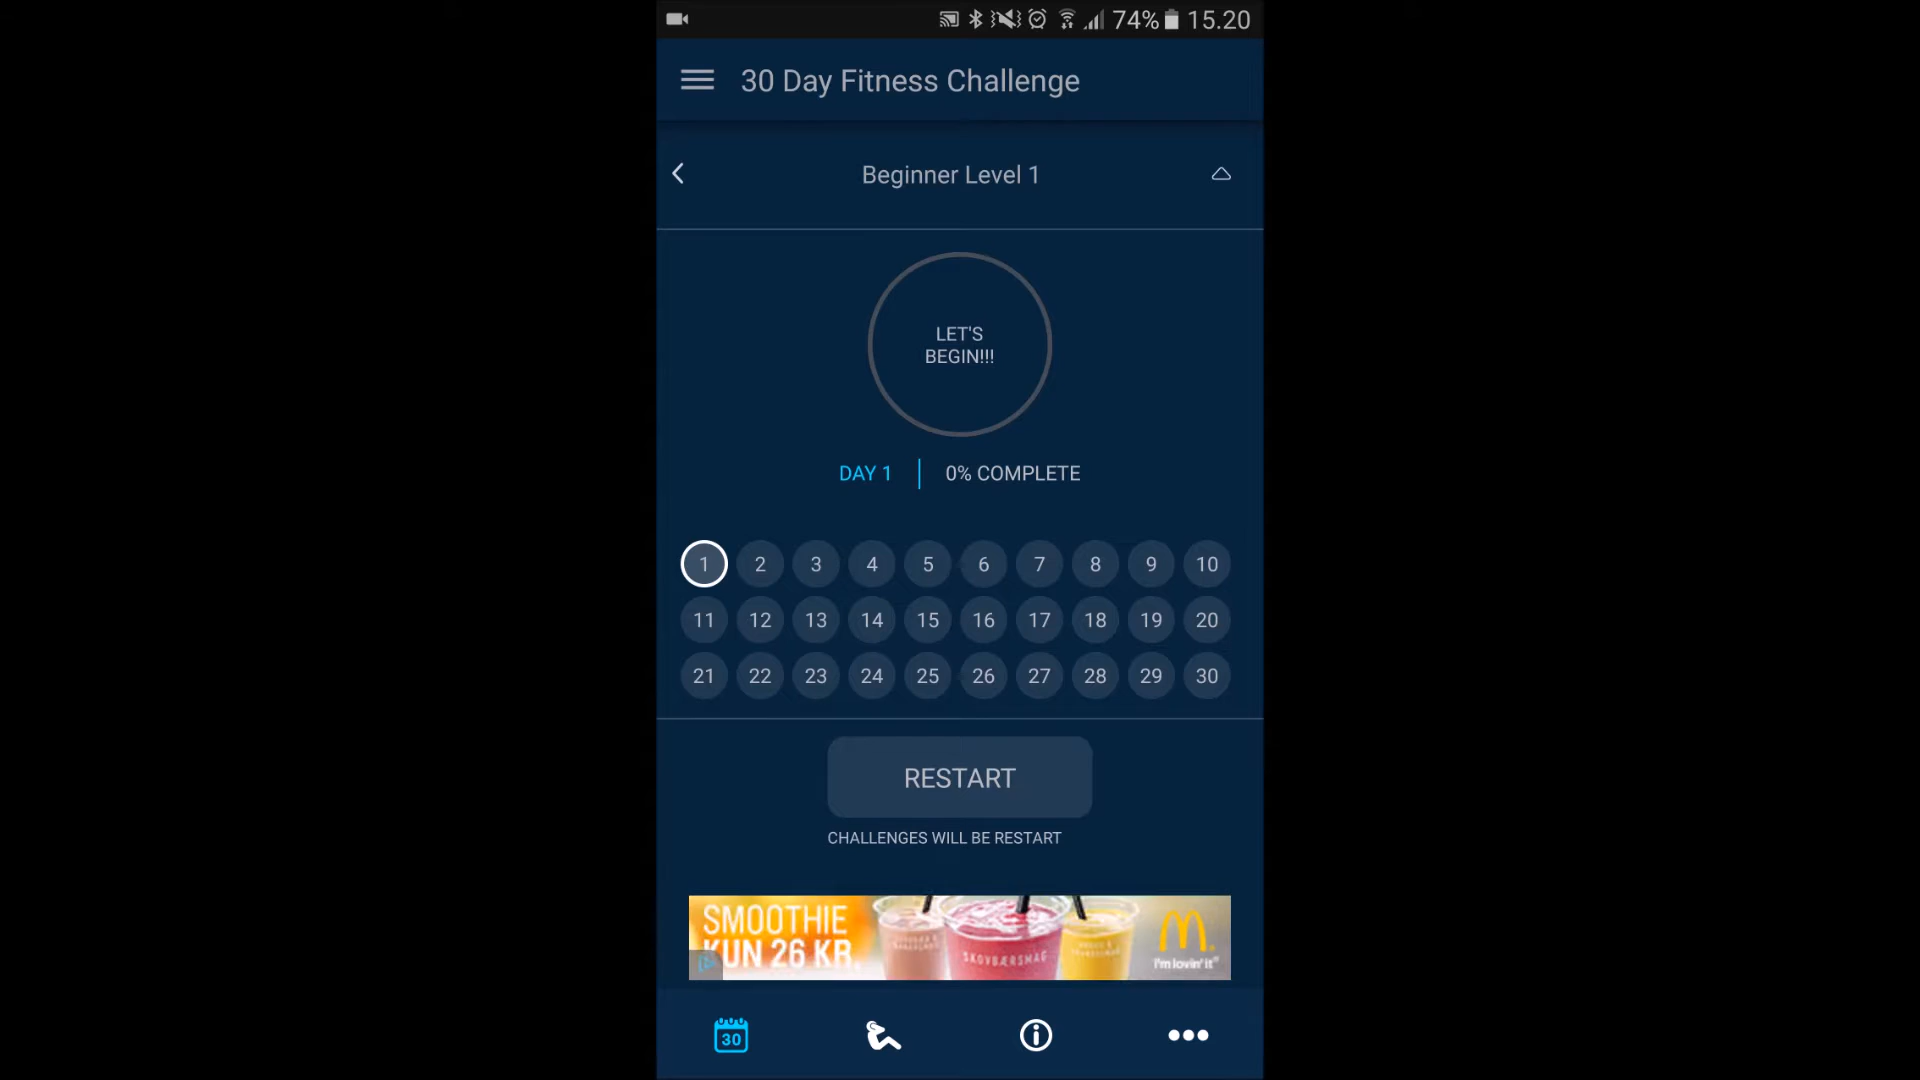 74% 15.20
30 Day Fitness Challenge
Beginner Level 1
LET'S
BEGIN!!!
DAY 1 0% COMPLETE
1 2 3 4 5 6 7 8 9 10
11 12 13 14 15 16 17 18 19 20
21 22 23 24 25 26 27 28 29 30
RESTART
CHALLENGES WILL BE RESTART
SMOOTHIE
KUN 26 KR.
SKOVBÆRSMAG
i'm lovin' it
30